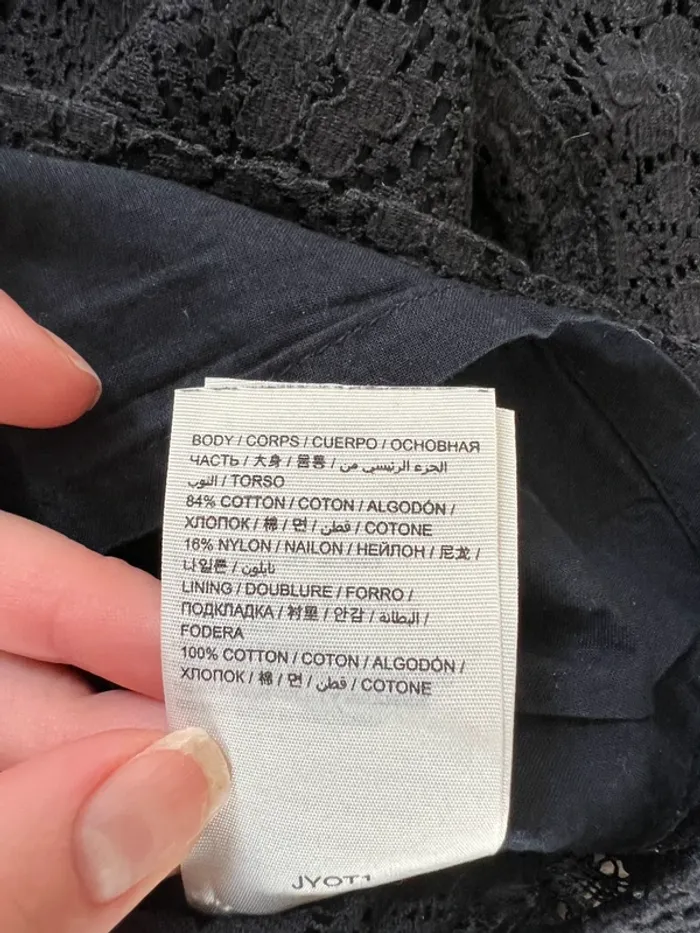 BODY / CORPS / CUERPO / ОСНОВНАЯ
ЧАСТЬ / 大身 / 몸통 / الجزء الرئيسي من
الثوب / TORSO
84% COTTON / COTON / ALGODÓN /
ХЛОПОК / 棉 / 면 / قطن / COTONE
16% NYLON / NAILON / НЕЙЛОН / 尼龙 /
나일론 / نايلون
LINING / DOUBLURE / FORRO /
ПОДКЛАДКА / 衬里 / 안감 / البطانة /
FODERA
100% COTTON / COTON / ALGODÓN /
ХЛОПОК / 棉 / 면 / قطن / COTONE
JYOT1